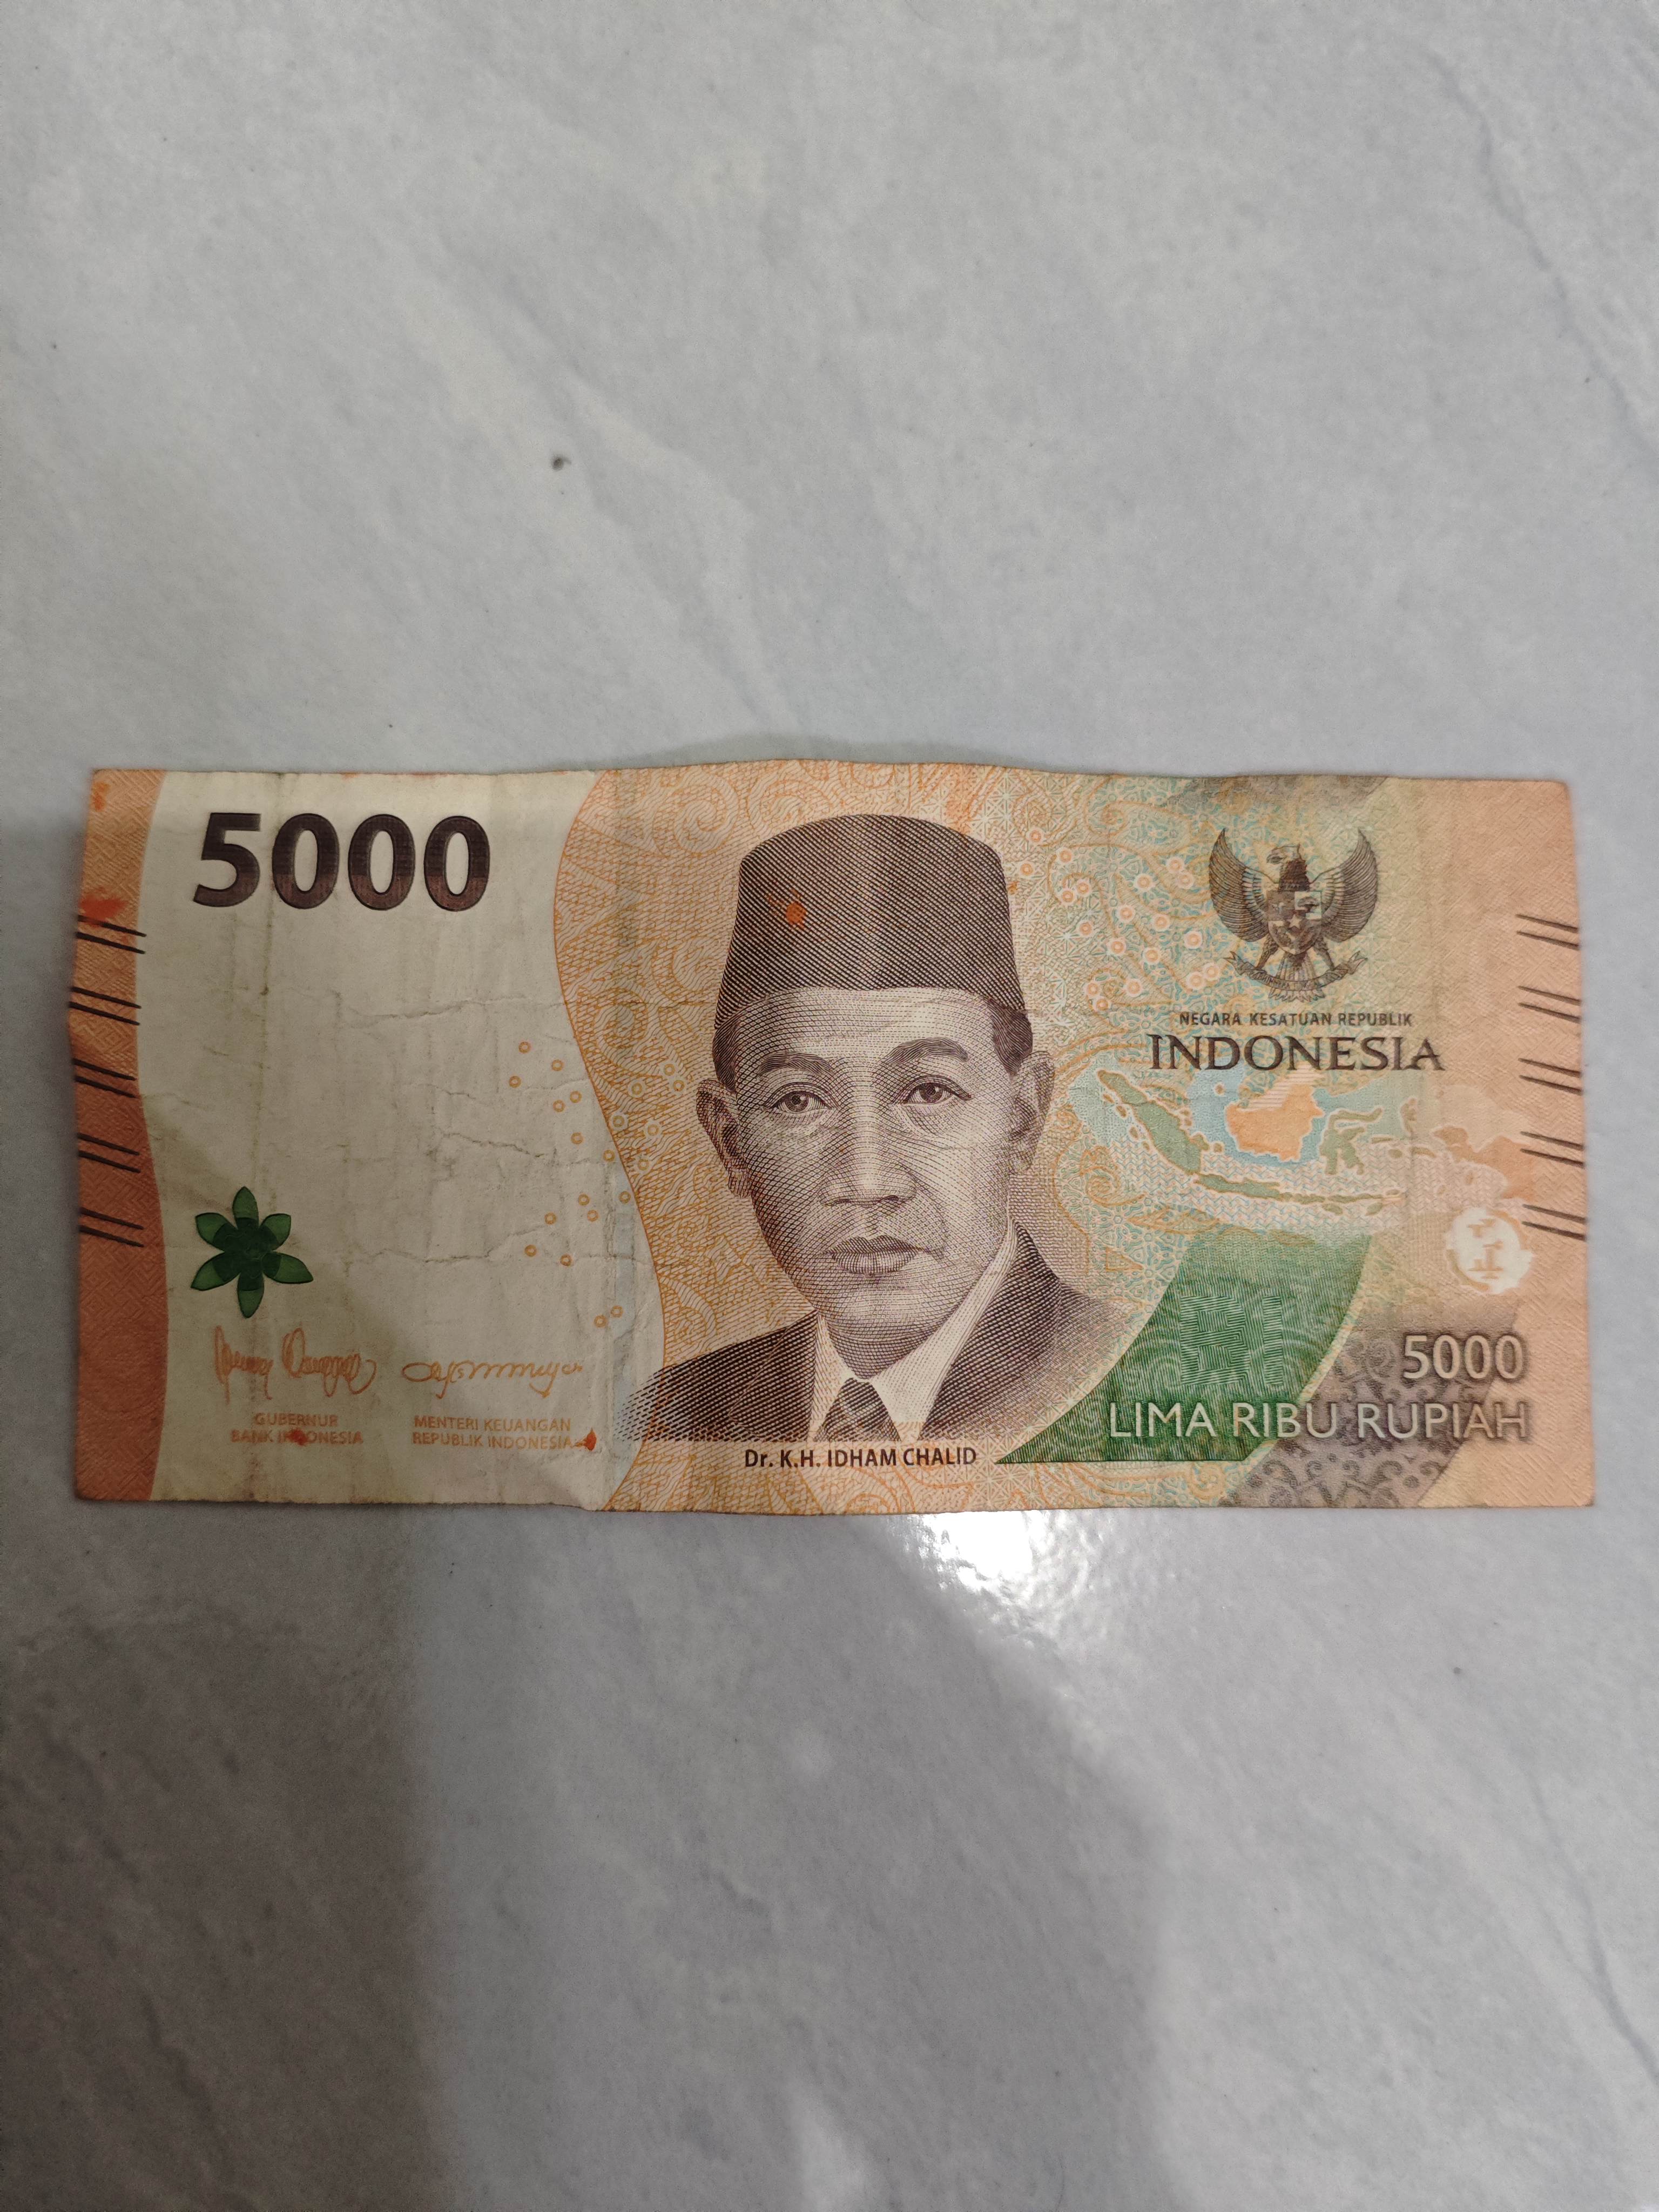 5000
NEGARA KESATUAN REPUBLIK
INDONESIA
GUBERNUR
BANK INDONESIA
MENTERI KEUANGAN
REPUBLIK INDONESIA
Dr. K.H. IDHAM CHALID
5000
LIMA RIBU RUPIAH